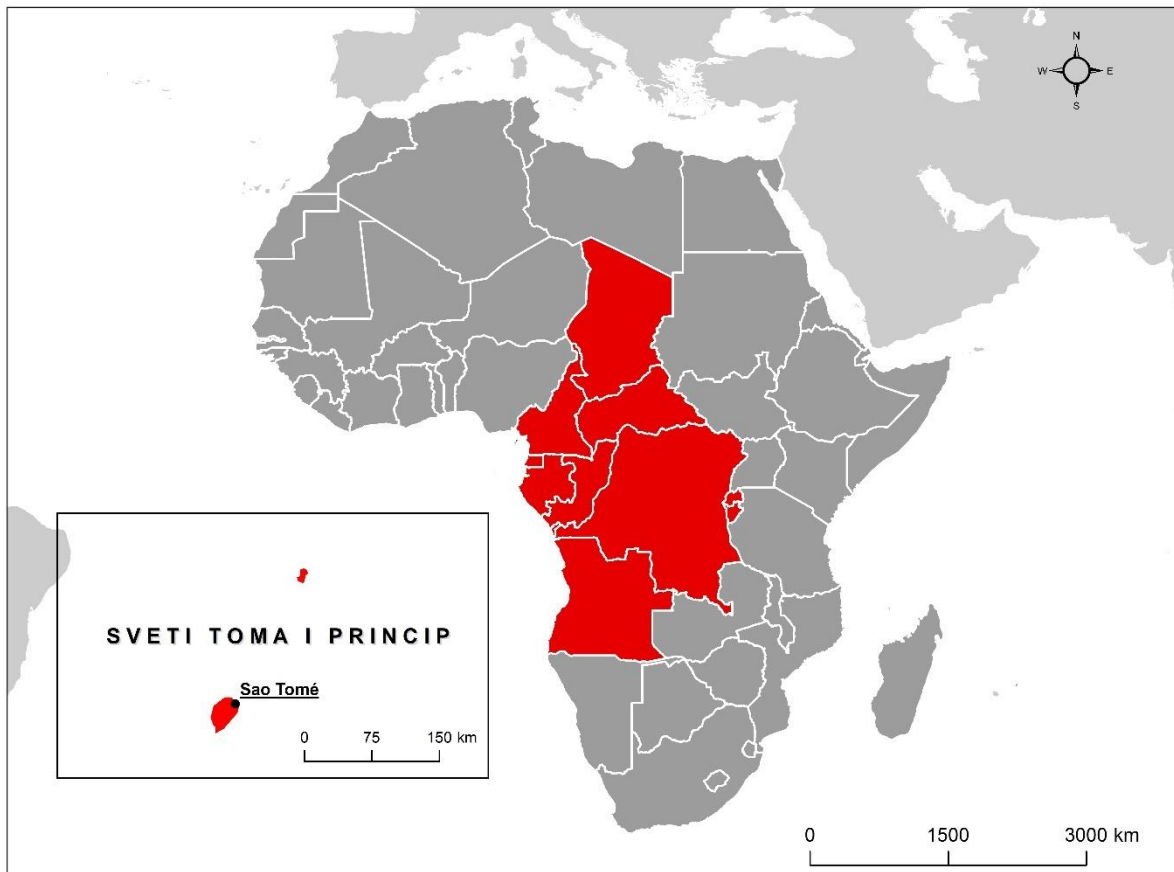 N
W E
S
SVETI TOMA I PRINCIP
Sao Tomé
0 75 150 km
0 1500 3000 km